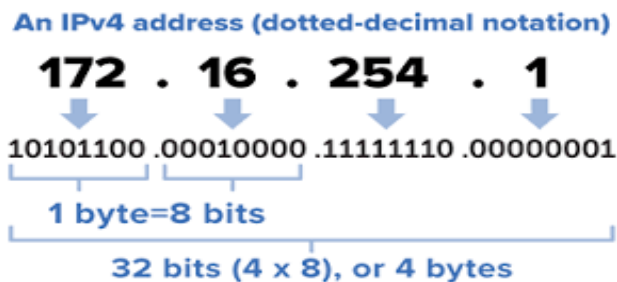 An IPv4 address (dotted-decimal notation)
172 . 16 . 254 . 1
10101100 .00010000 .11111110 .00000001
1 byte=8 bits
32 bits (4 x 8), or 4 bytes